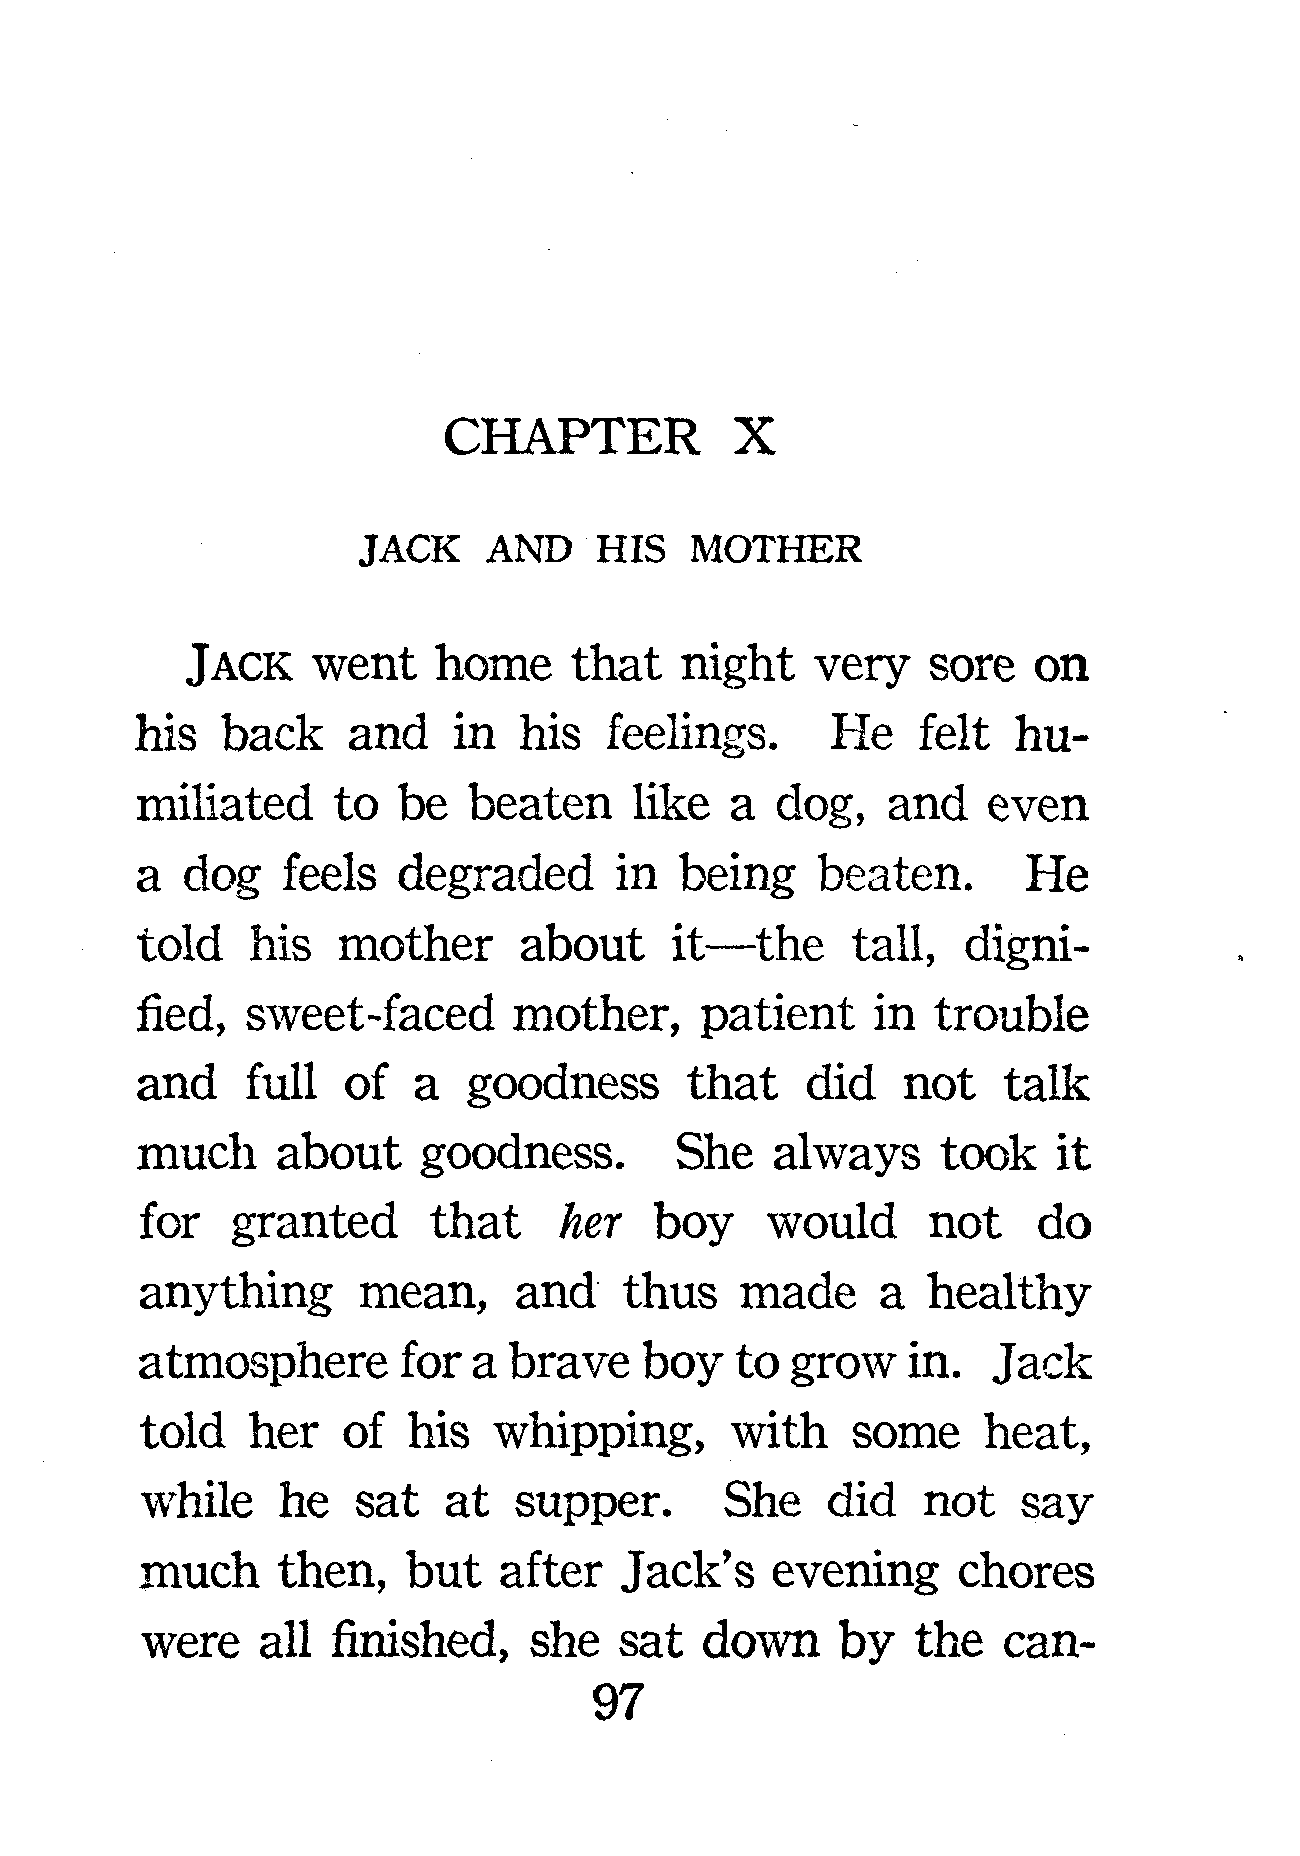 CHAPTER X
JACK AND HIS MOTHER
JACK went home that night very sore on
his back and in his feelings. He felt hu-
miliated to be beaten like a dog, and even
a dog feels degraded in being beaten. He
told his mother about it—the tall, digni-
fied, sweet-faced mother, patient in trouble
and full of a goodness that did not talk
much about goodness. She always took it
for granted that her boy would not do
anything mean, and thus made a healthy
atmosphere for a brave boy to grow in. Jack
told her of his whipping, with some heat,
while he sat at supper. She did not say
much then, but after Jack's evening chores
were all finished, she sat down by the can-
97